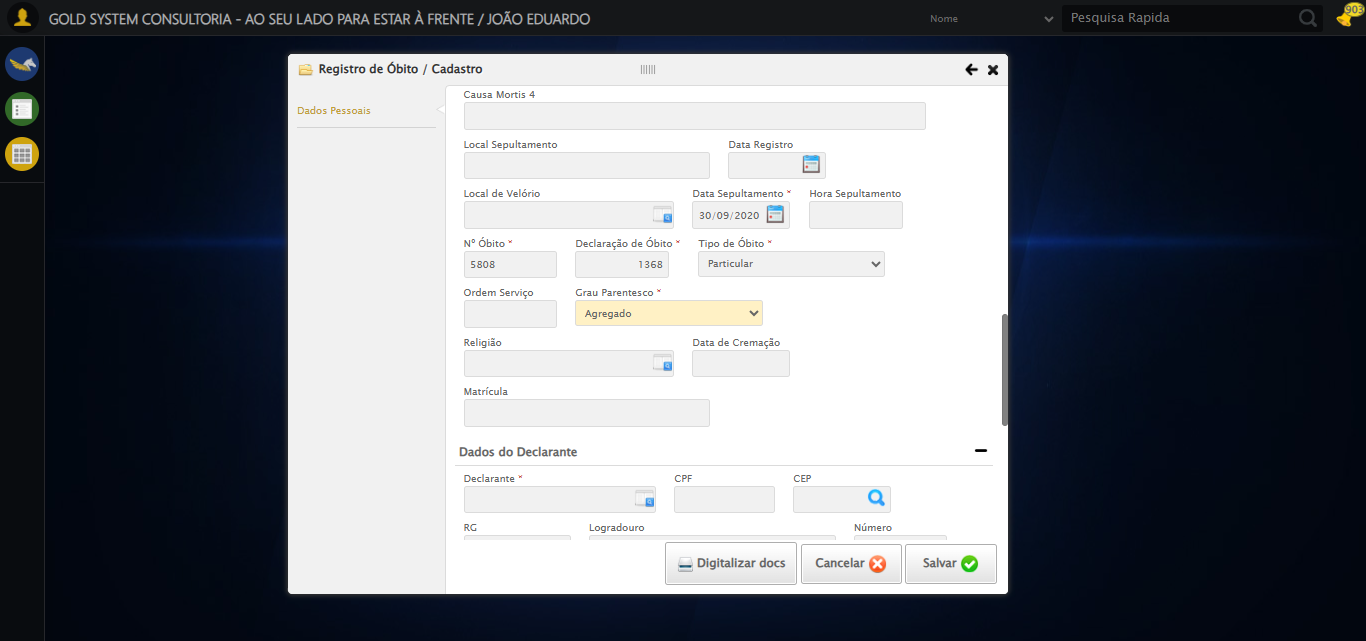 GOLD SYSTEM CONSULTORIA - AO SEU LADO PARA ESTAR À FRENTE / JOÃO EDUARDO
Nome
Pesquisa Rapida
903
Registro de Óbito / Cadastro
Dados Pessoais
Causa Mortis 4
Local Sepultamento
Data Registro
Local de Velório
Data Sepultamento *
Hora Sepultamento
30/09/2020
Nº Óbito *
Declaração de Óbito *
Tipo de Óbito *
5808
1368
Particular
Ordem Serviço
Grau Parentesco *
Agregado
Religião
Data de Cremação
Matrícula
Dados do Declarante
Declarante *
CPF
CEP
RG
Logradouro
Número
Digitalizar docs
Cancelar
Salvar